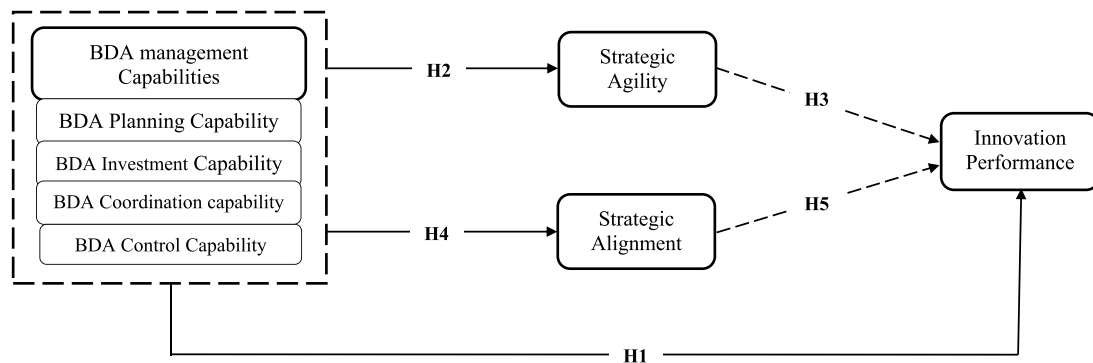 BDA management
Capabilities
BDA Planning Capability
BDA Investment Capability
BDA Coordination capability
BDA Control Capability
H2
Strategic
Agility
H3
Innovation
Performance
H4
Strategic
Alignment
H5
H1